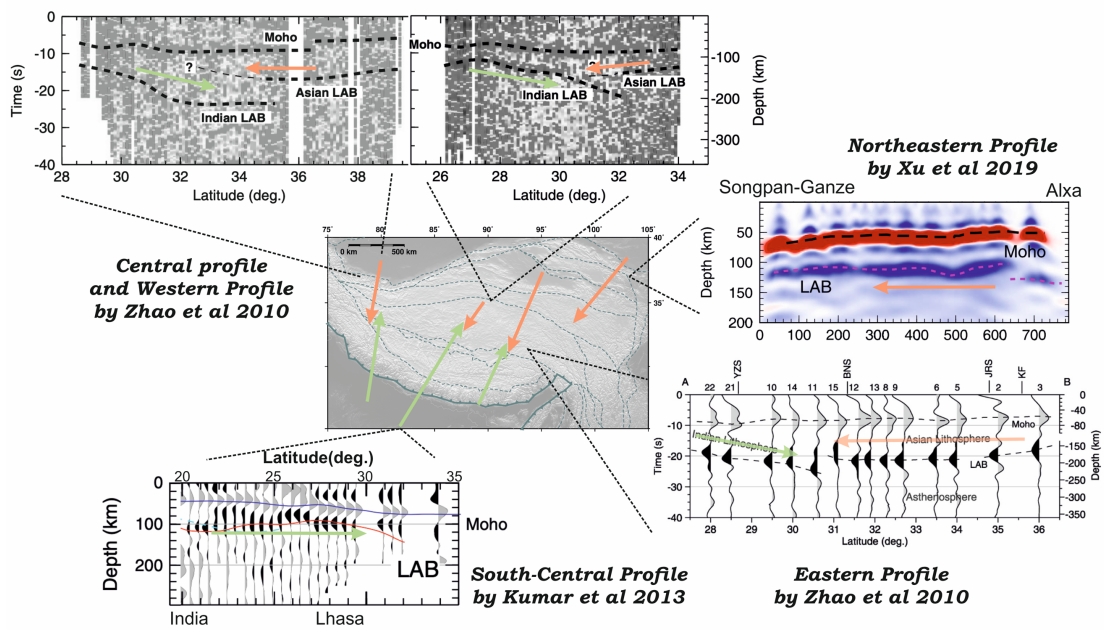 0
-10
-20
-30
-40
Time (s)
Moho
?
Asian LAB
Indian LAB
28 30 32 34 36 38
Latitude (deg.)
Moho
Indian LAB
?
Asian LAB
-100
-200
-300
Depth (km)
26 28 30 32 34
Latitude (deg.)
Northeastern Profile
by Xu et al 2019
Songpan-Ganze Alxa
50
100
150
200
Depth (km)
Moho
LAB
0 100 200 300 400 500 600 700
Central profile
and Western Profile
by Zhao et al 2010
75° 80° 85° 90° 95° 100° 105°
40°
35°
0 km 500 km
A YZS BNS JRS KF B
22 21 10 14 11 15 12 13 8 9 6 5 2 3
0
-10
-20
-30
-40
Time (s)
Moho
Indian Lithosphere
Asian Lithosphere
LAB
Asthenosphere
0
-40
-80
-150
-200
-250
-300
-350
Depth (km)
28 30 32 34 35 36
Latitude (deg.)
Eastern Profile
by Zhao et al 2010
Latitude(deg.)
20 25 30 35
0
100
200
Depth (km)
Moho
LAB
India Lhasa
South-Central Profile
by Kumar et al 2013